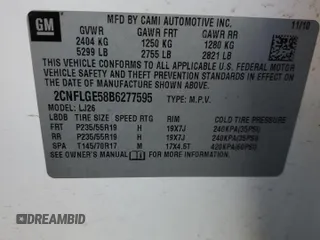 GM
MFD BY CAMI AUTOMOTIVE INC. 11/10
GVWR GAWR FRT GAWR RR
2404 KG 1250 KG 1280 KG
5299 LB 2755 LB 2821 LB
THIS VEHICLE CONFORMS TO ALL APPLICABLE U.S. FEDERAL MOTOR
VEHICLE SAFETY AND THEFT PREVENTION STANDARDS IN EFFECT ON THE
DATE OF MANUFACTURE SHOWN ABOVE.
2CNFLGE58B6277595 TYPE: M.P.V.
MODEL: LJ26
TIRE SIZE SPEED RTG RIM COLD TIRE PRESSURE
FRT P235/55R19 H 19X7J 240KPA(35PSI)
RR P235/55R19 H 19X7J 240KPA(35PSI)
SPA T145/70R17 M 17X4.5T 420KPA(60PSI)
SEE OWNER'S MANUAL FOR ADDITIONAL INFORMATION.
DREAMBID